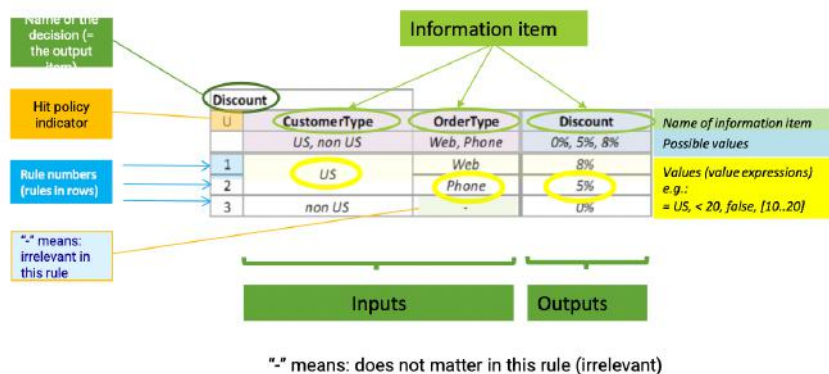 Name of the
decision (=
the output
item)
Information item
Discount
Hit policy
indicator
U CustomerType OrderType Discount Name of information item
US, non US Web, Phone 0%, 5%, 8% Possible values
Rule numbers
(rules in rows)
1 US Web 8%
2 Phone 5%
3 non US - 0%
Values (value expressions)
e.g.:
= US, < 20, false, [10..20]
"-" means:
irrelevant in
this rule
Inputs Outputs
"-" means: does not matter in this rule (irrelevant)